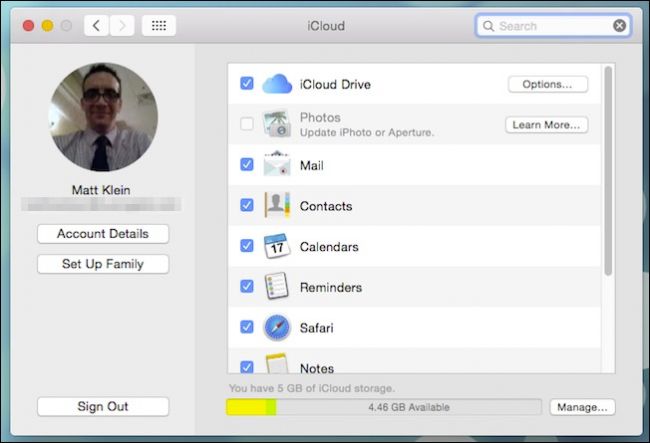 iCloud
Search
Matt Klein
Account Details
Set Up Family
Sign Out
iCloud Drive
Options...
Photos
Update iPhoto or Aperture.
Learn More...
Mail
Contacts
17
Calendars
Reminders
Safari
Notes
You have 5 GB of iCloud storage.
4.46 GB Available
Manage...